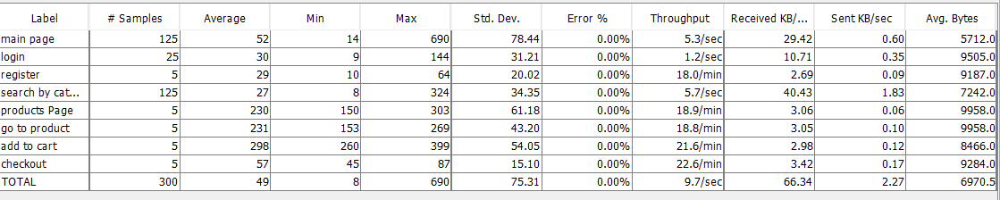 Label # Samples Average Min Max Std. Dev. Error % Throughput Received KB/... Sent KB/sec Avg. Bytes
main page 125 52 14 690 78.44 0.00% 5.3/sec 29.42 0.60 5712.0
login 25 30 9 144 31.21 0.00% 1.2/sec 10.71 0.35 9505.0
register 5 29 10 64 20.02 0.00% 18.0/min 2.69 0.09 9187.0
search by cat... 125 27 8 324 34.35 0.00% 5.7/sec 40.43 1.83 7242.0
products Page 5 230 150 303 61.18 0.00% 18.9/min 3.06 0.06 9958.0
go to product 5 231 153 269 43.20 0.00% 18.8/min 3.05 0.10 9958.0
add to cart 5 298 260 399 54.05 0.00% 21.6/min 2.98 0.12 8466.0
checkout 5 57 45 87 15.10 0.00% 22.6/min 3.42 0.17 9284.0
TOTAL 300 49 8 690 75.31 0.00% 9.7/sec 66.34 2.27 6970.5